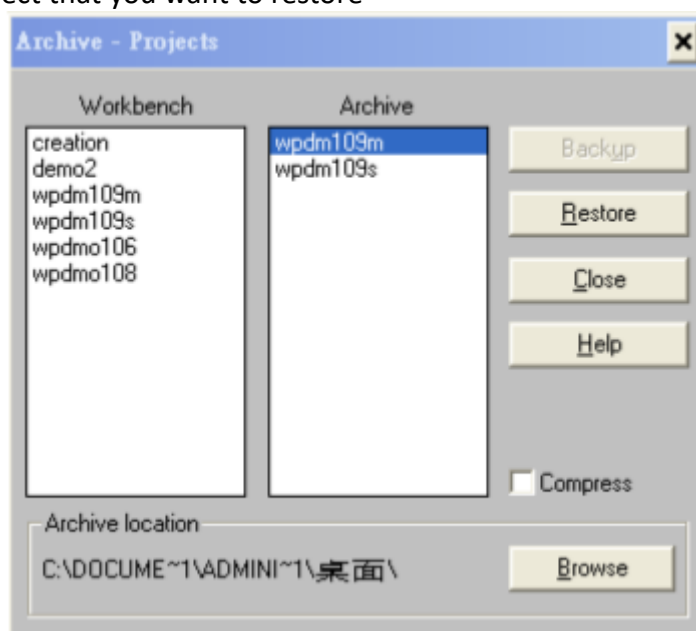 ect that you want to restore
Archive - Projects
Workbench
creation
demo2
wpdm109m
wpdm109s
wpdmo106
wpdmo108
Archive
wpdm109m
wpdm109s
Backup
Restore
Close
Help
Compress
Archive location
C:\DOCUME~1\ADMINI~1\桌面\
Browse